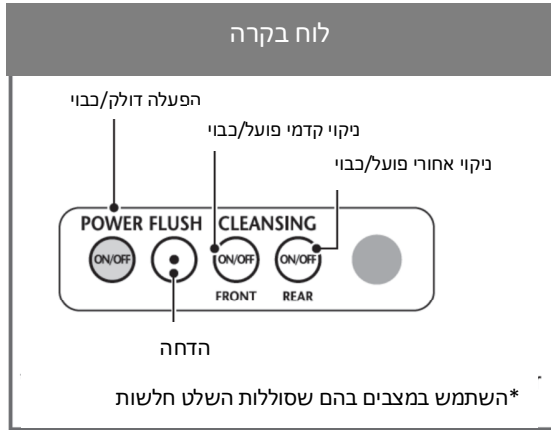 לוח בקרה
הפעלה דולק/כבוי
ניקוי קדמי פועל/כבוי
ניקוי אחורי פועל/כבוי
POWER FLUSH CLEANSING
ON/OFF ON/OFF ON/OFF
FRONT REAR
הדחה
*השתמש במצבים בהם שסוללות השלט חלשות